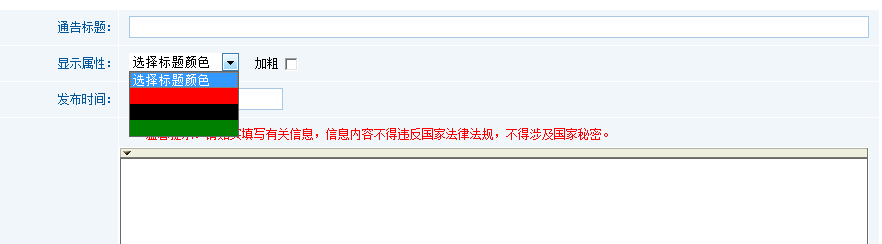 通告标题：
显示属性： 选择标题颜色 加粗
选择标题颜色
发布时间：
填写有关信息，信息内容不得违反国家法律法规，不得涉及国家秘密。